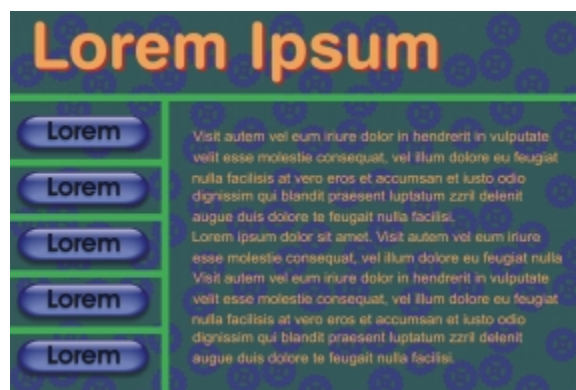 Lorem Ipsum
Lorem
Lorem
Lorem
Lorem
Lorem
Visit autem vel eum iriure dolor in hendrerit in vulputate
velit esse molestie consequat, vel illum dolore eu feugiat
nulla facilisis at vero eros et accumsan et iusto odio
dignissim qui blandit praesent luptatum zzril delenit
augue duis dolore te feugait nulla facilisi.
Lorem ipsum dolor sit amet. Visit autem vel eum iriure
esse molestie consequat, vel illum dolore eu feugiat nulla
Visit autem vel eum iriure dolor in hendrerit in vulputate
velit esse molestie consequat, vel illum dolore eu feugiat
nulla facilisis at vero eros et accumsan et iusto odio
dignissim qui blandit praesent luptatum zzril delenit
augue duis dolore te feugait nulla facilisi.